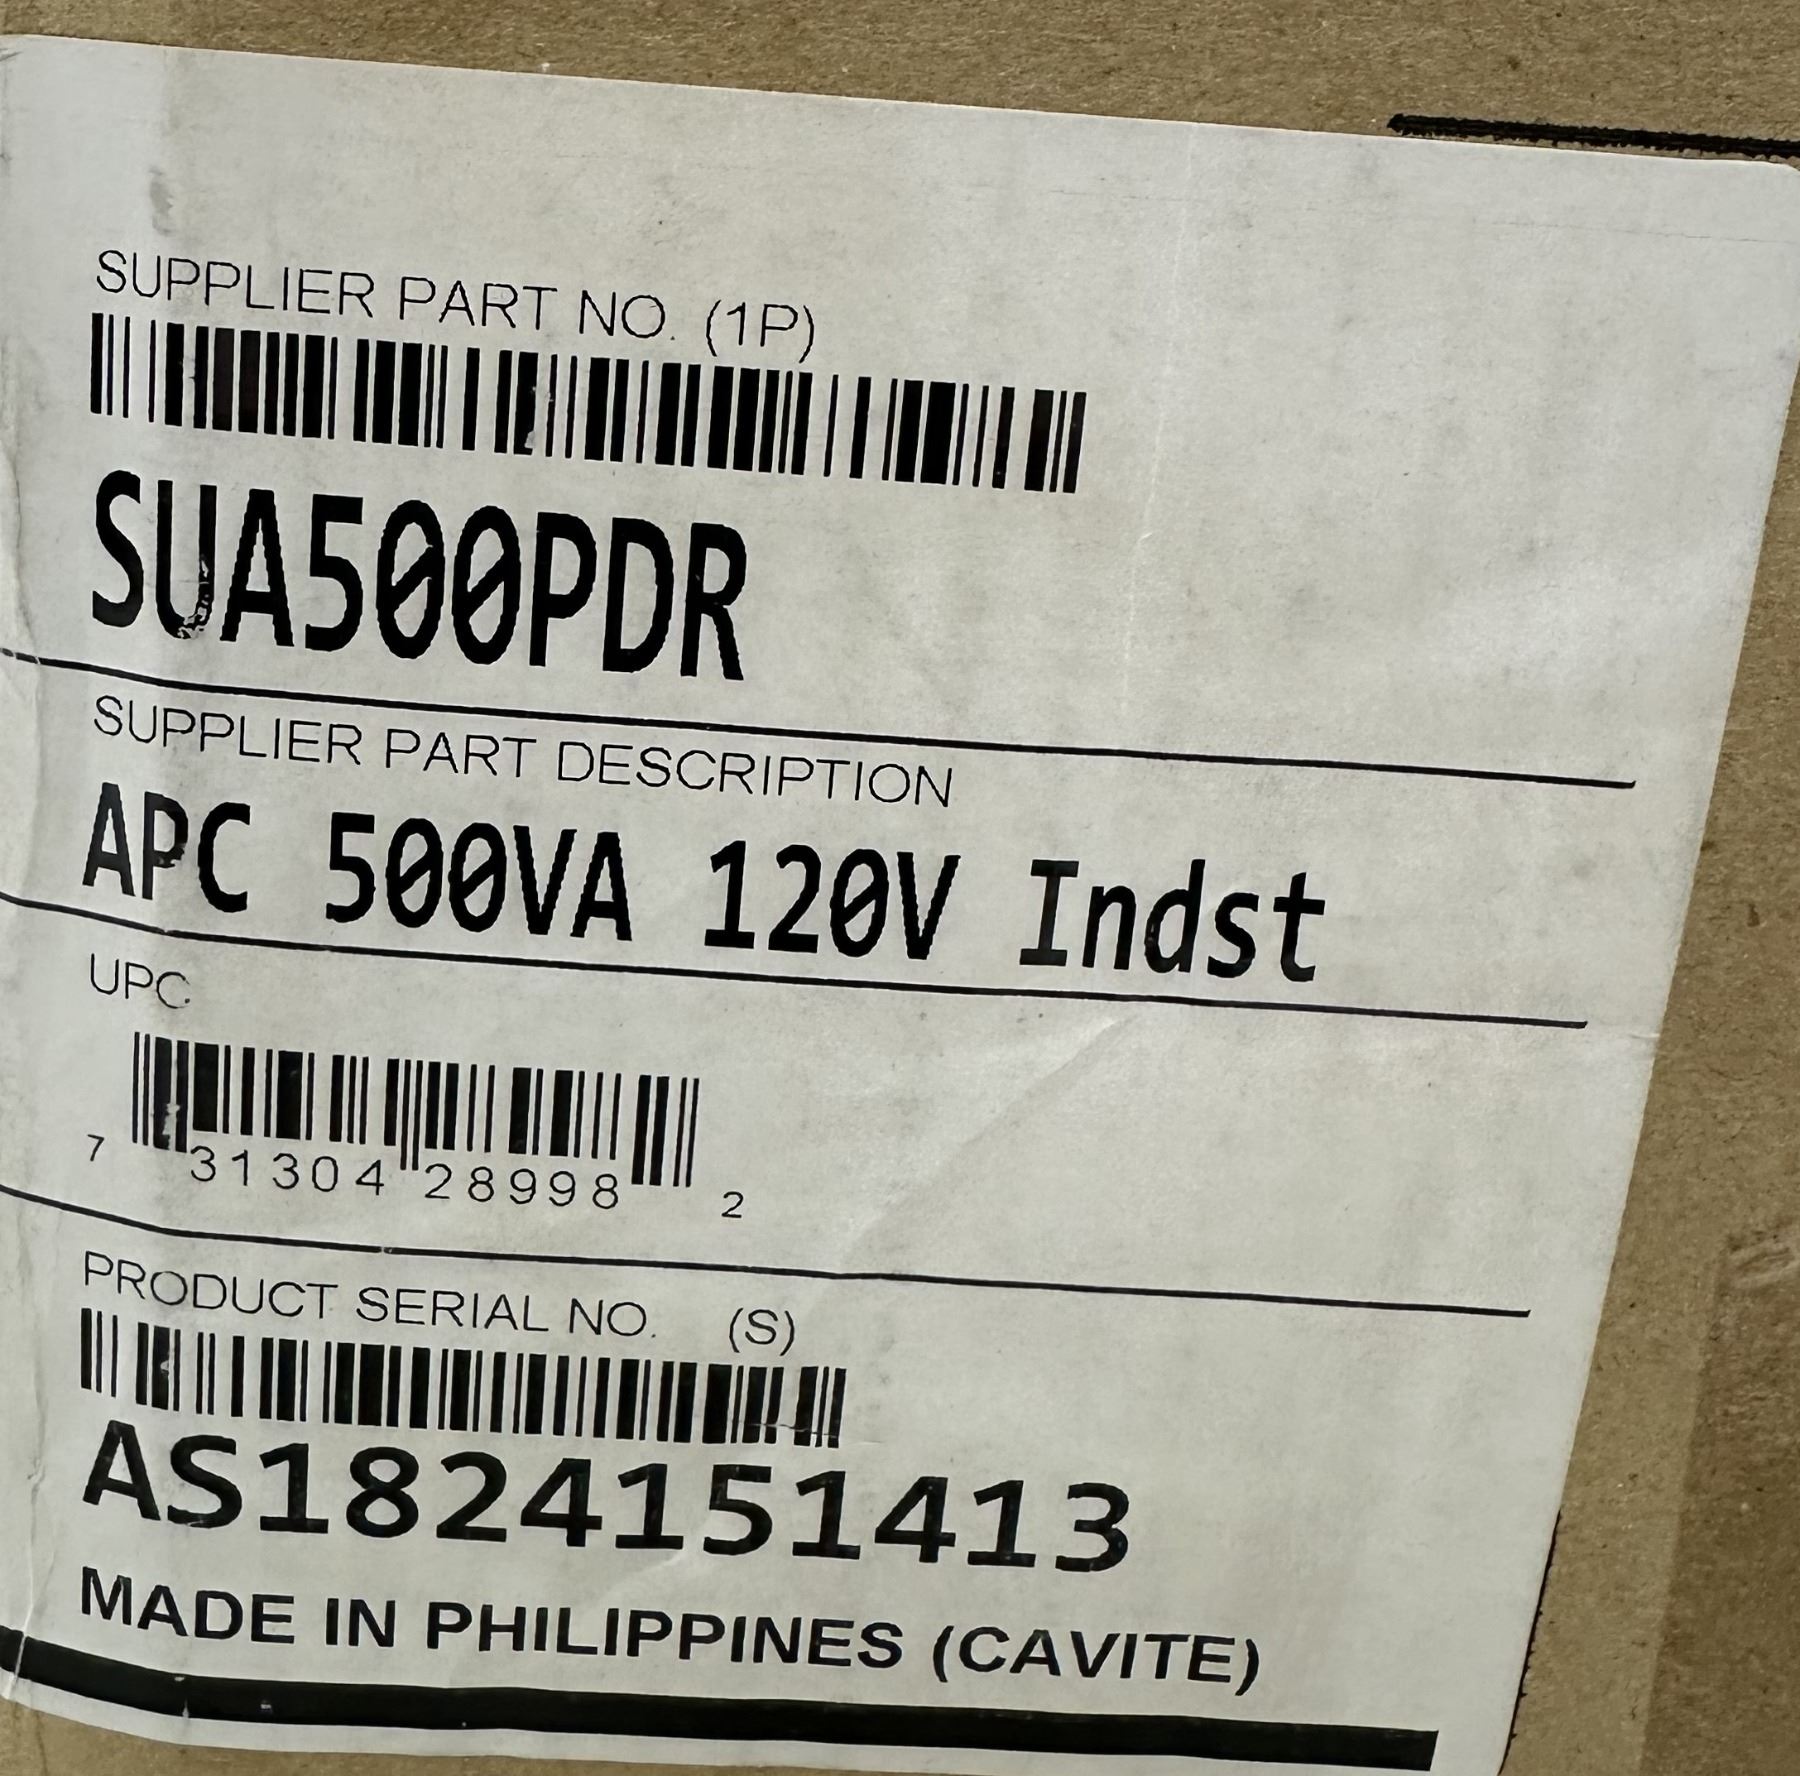 SUPPLIER PART NO. (1P)
SUA500PDR
SUPPLIER PART DESCRIPTION
APC 500VA 120V Indst
UPC
7 31304 28998 2
PRODUCT SERIAL NO. (S)
AS1824151413
MADE IN PHILIPPINES (CAVITE)